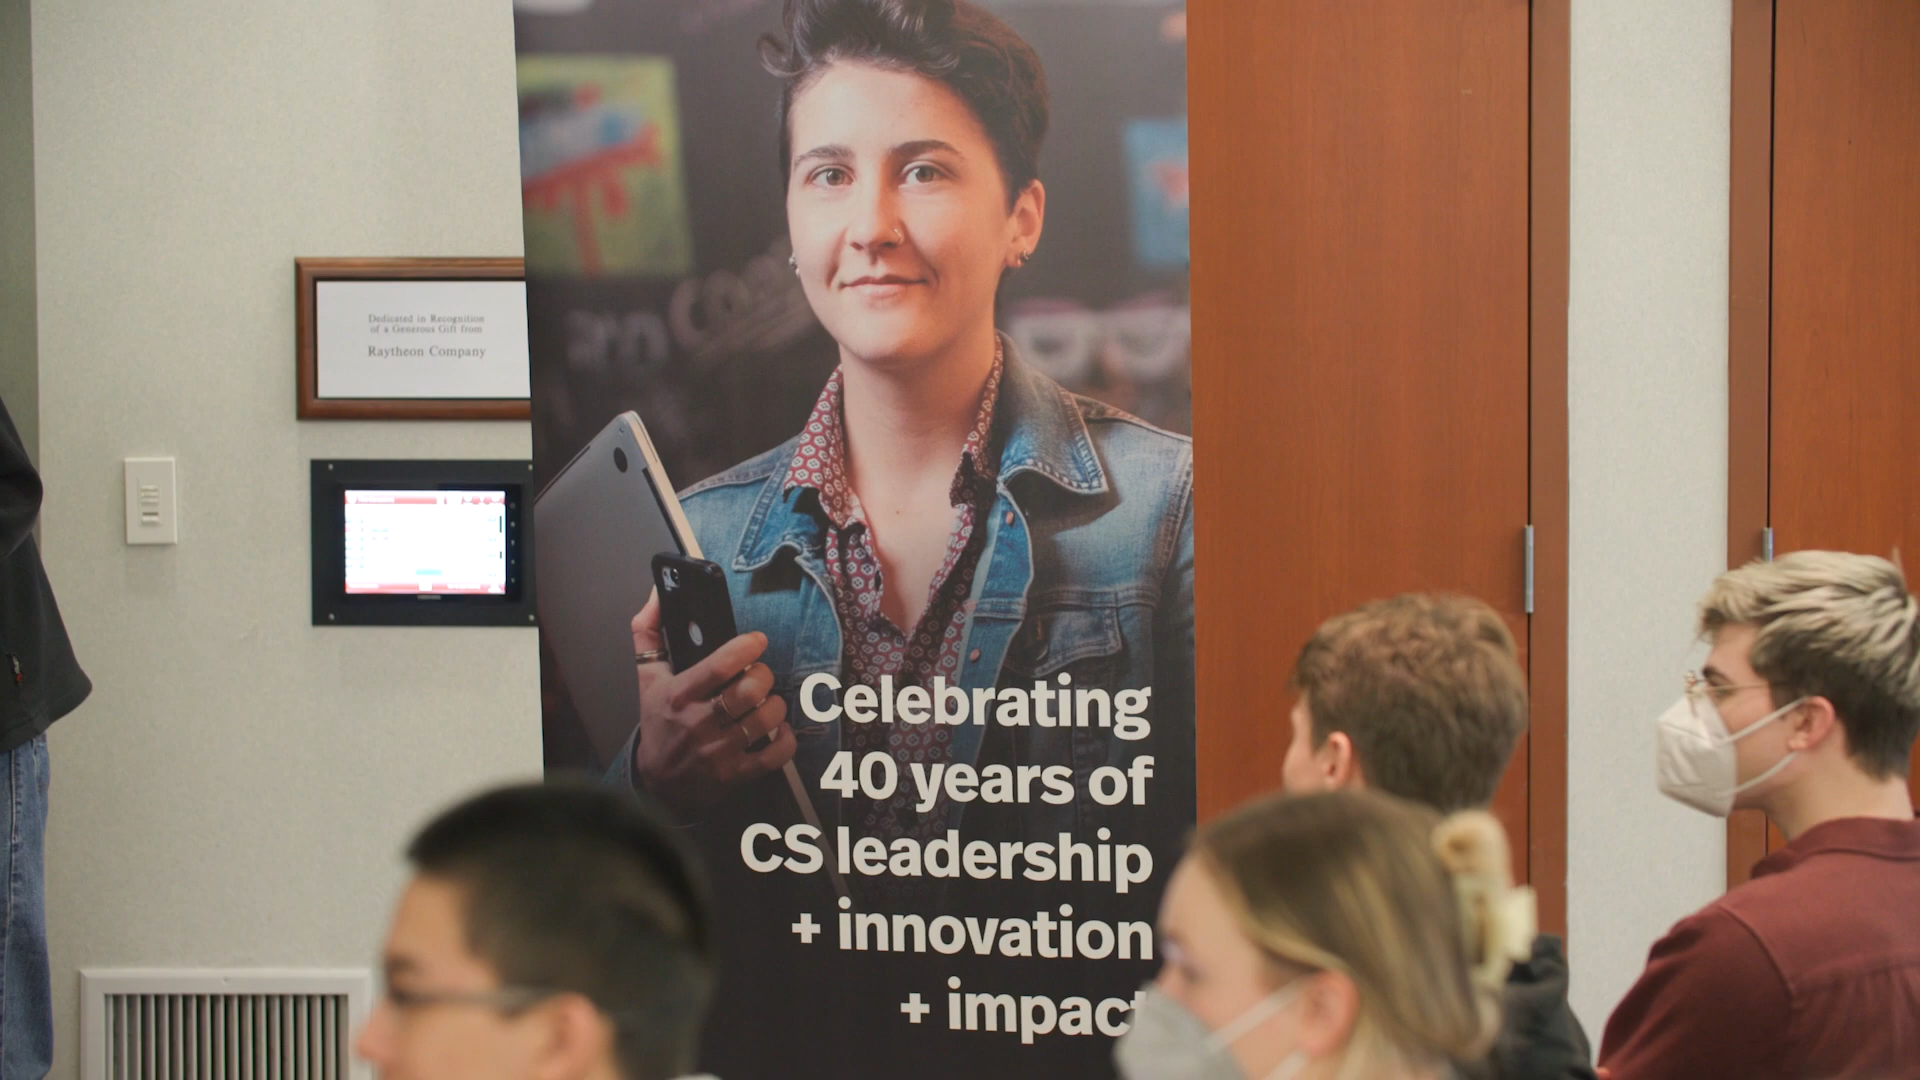 Dedicated in Recognition
of a Generous Gift from
Raytheon Company
Celebrating
40 years of
CS leadership
+ innovation
+ impact